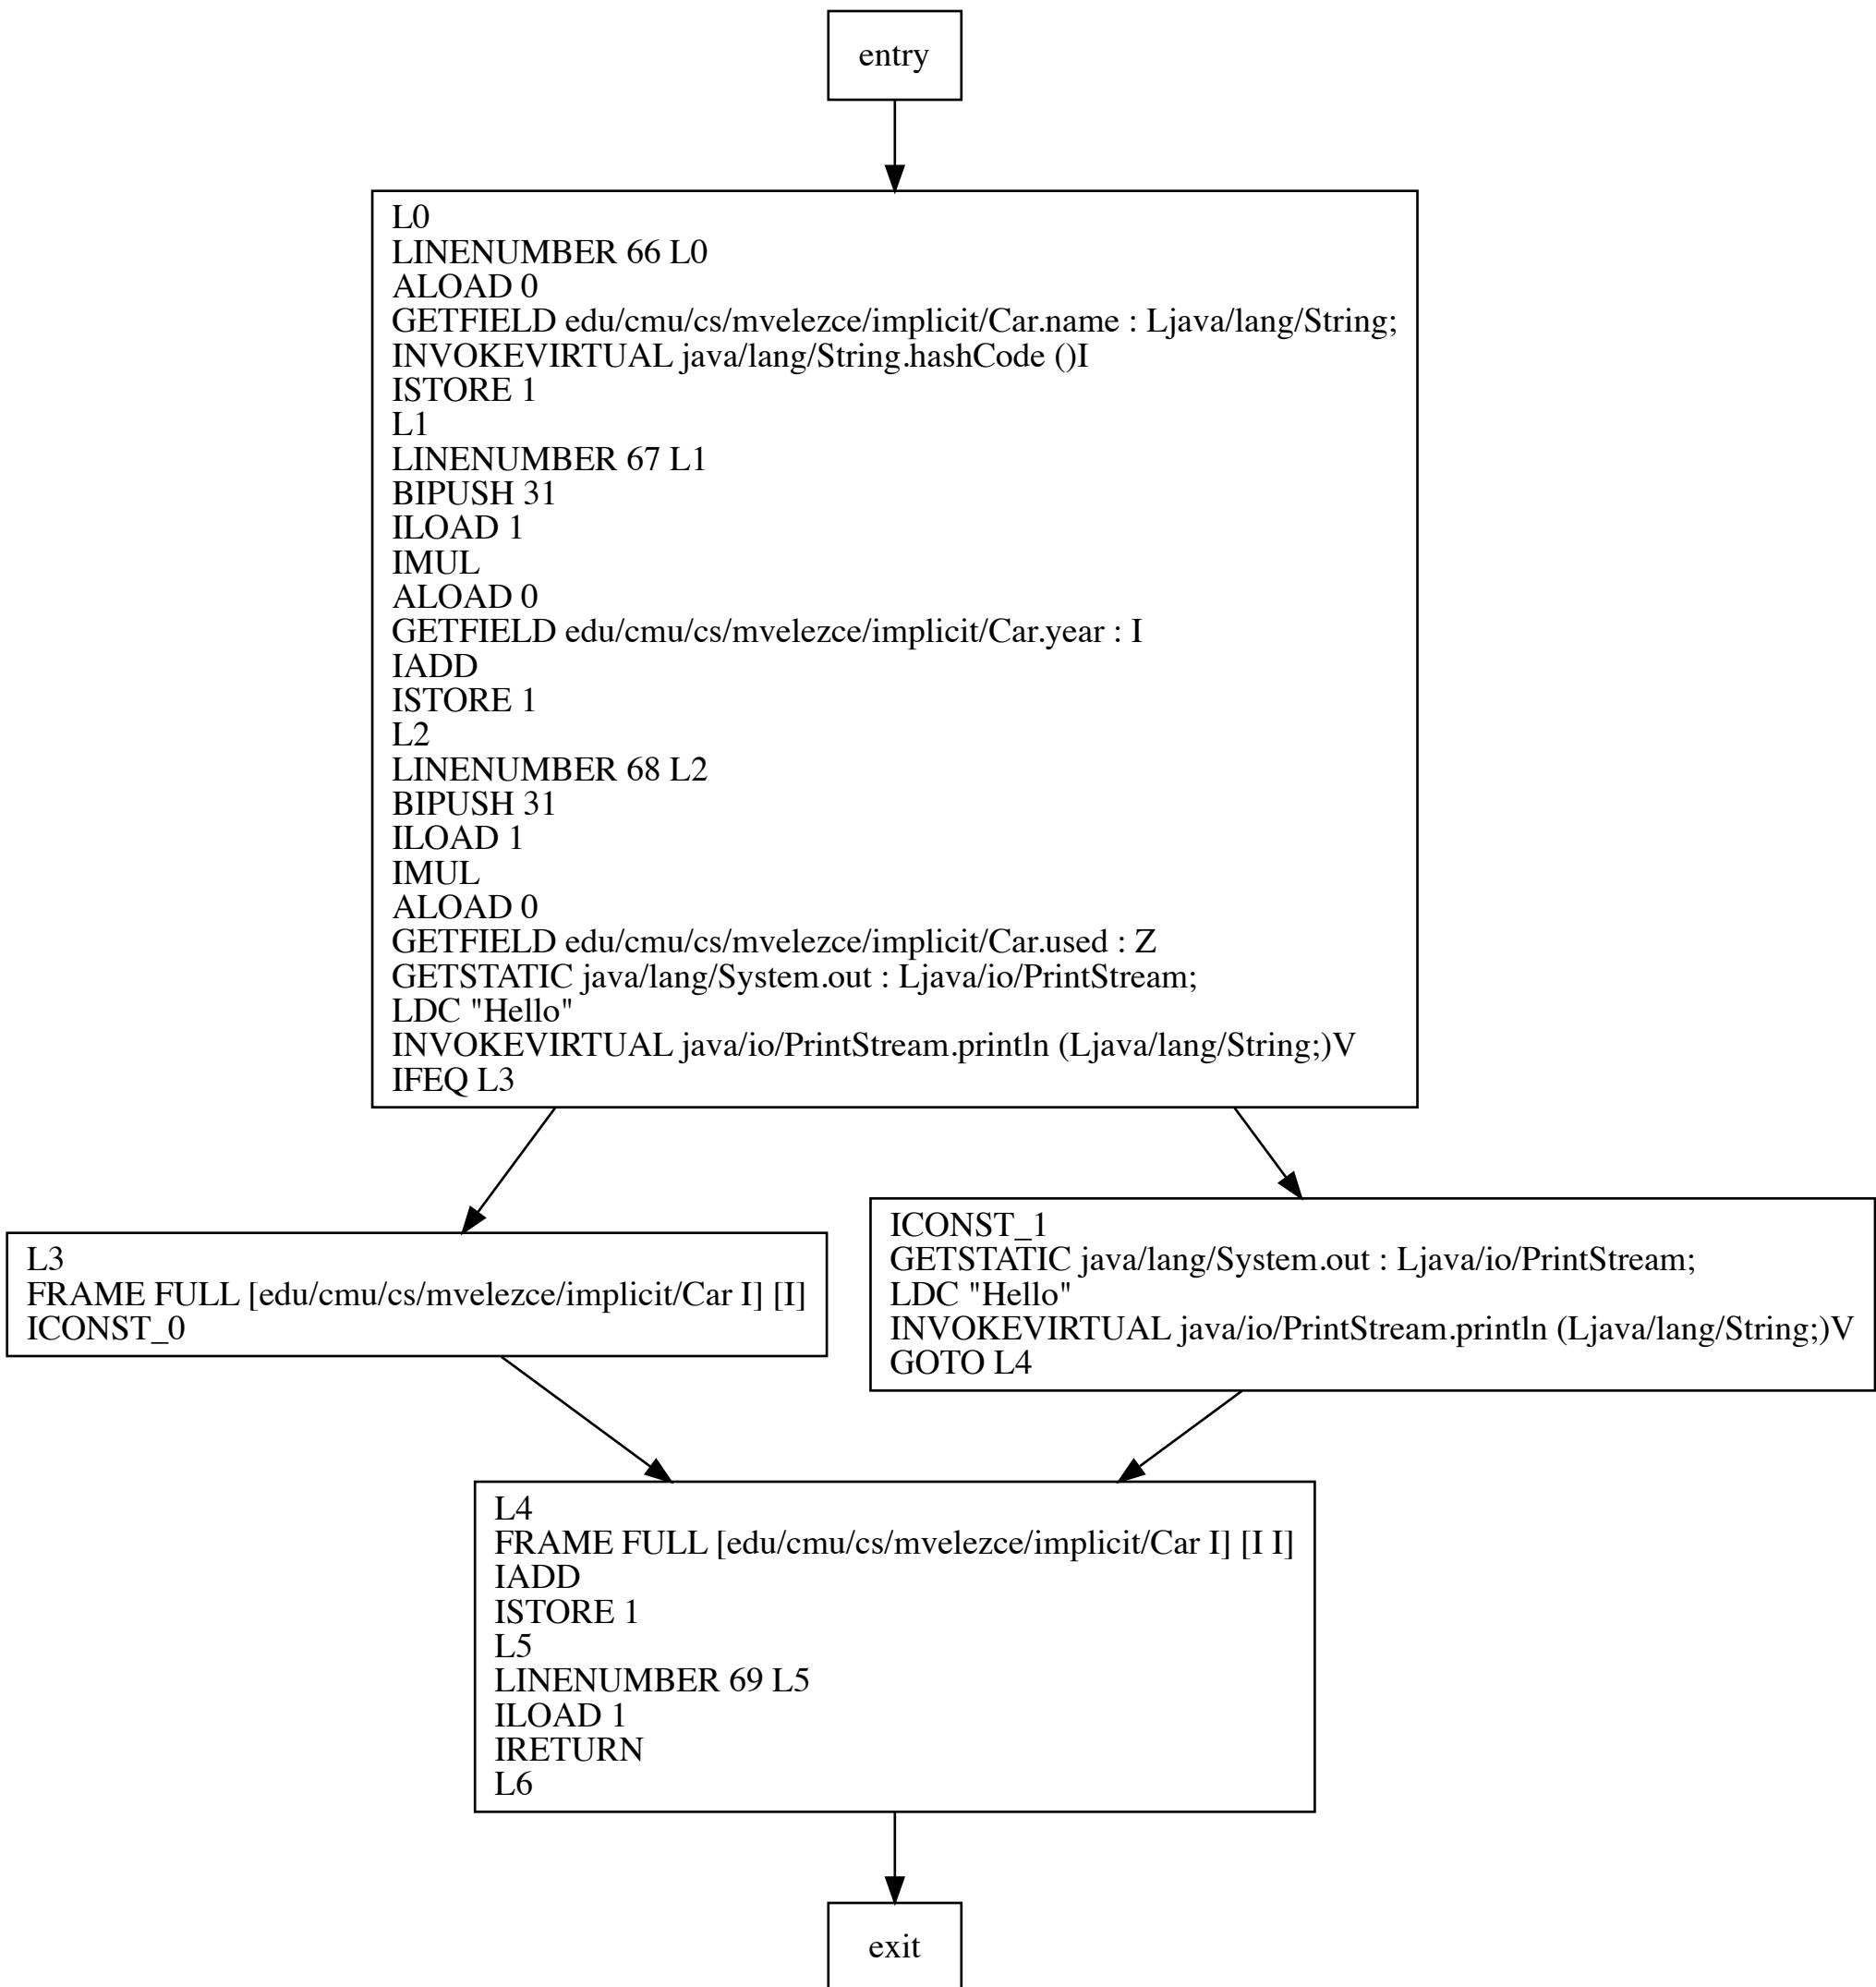 entry
L0
LINENUMBER 66 L0
ALOAD 0
GETFIELD edu/cmu/cs/mvelezce/implicit/Car.name : Ljava/lang/String;
INVOKEVIRTUAL java/lang/String.hashCode ()I
ISTORE 1
L1
LINENUMBER 67 L1
BIPUSH 31
ILOAD 1
IMUL
ALOAD 0
GETFIELD edu/cmu/cs/mvelezce/implicit/Car.year : I
IADD
ISTORE 1
L2
LINENUMBER 68 L2
BIPUSH 31
ILOAD 1
IMUL
ALOAD 0
GETFIELD edu/cmu/cs/mvelezce/implicit/Car.used : Z
GETSTATIC java/lang/System.out : Ljava/io/PrintStream;
LDC "Hello"
INVOKEVIRTUAL java/io/PrintStream.println (Ljava/lang/String;)V
IFEQ L3
L3
FRAME FULL [edu/cmu/cs/mvelezce/implicit/Car I] [I]
ICONST_0
ICONST_1
GETSTATIC java/lang/System.out : Ljava/io/PrintStream;
LDC "Hello"
INVOKEVIRTUAL java/io/PrintStream.println (Ljava/lang/String;)V
GOTO L4
L4
FRAME FULL [edu/cmu/cs/mvelezce/implicit/Car I] [I I]
IADD
ISTORE 1
L5
LINENUMBER 69 L5
ILOAD 1
IRETURN
L6
exit